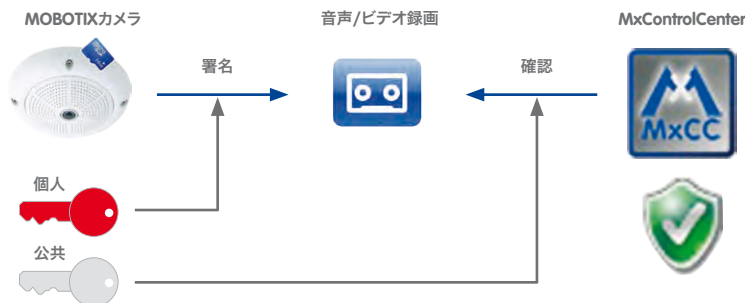 MOBOTIXカメラ
音声/ビデオ録画
MxControlCenter
署名
確認
MxCC
個人
公共